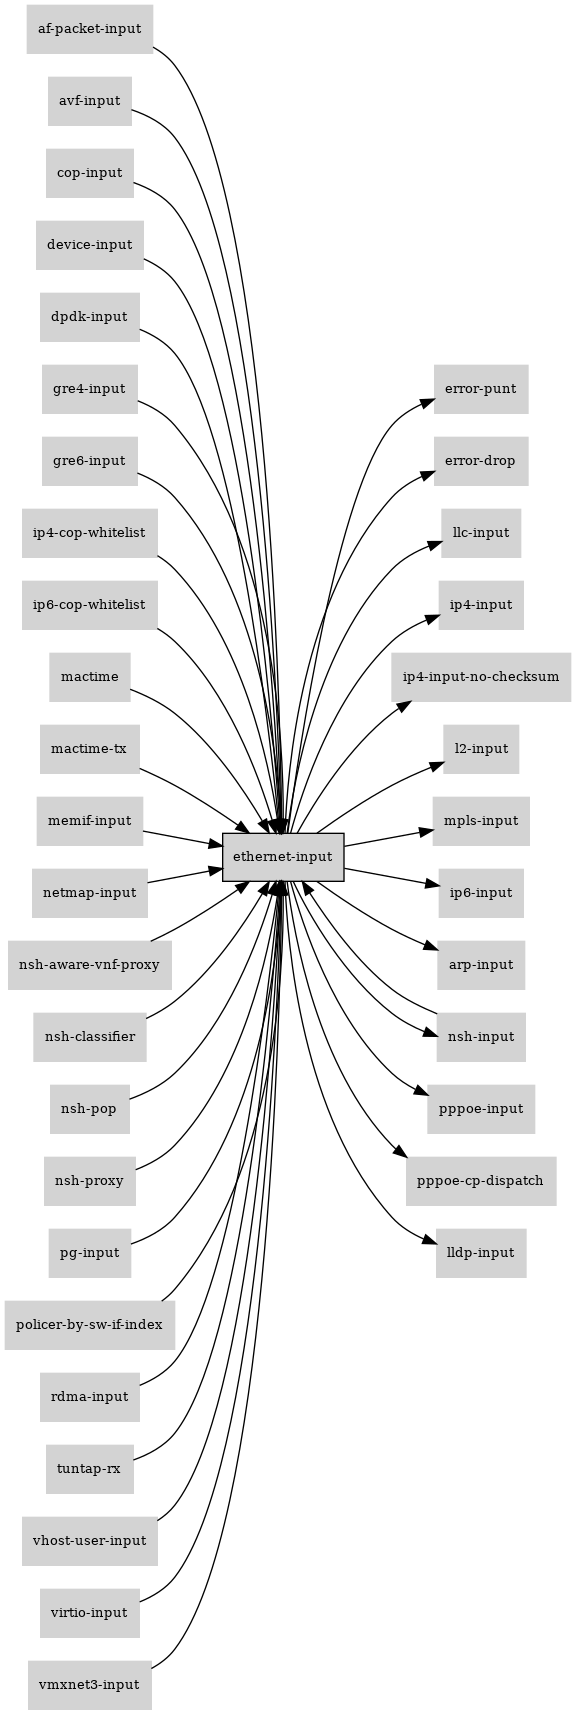 af-packet-input
avf-input
cop-input
device-input
dpdk-input
gre4-input
gre6-input
ip4-cop-whitelist
ip6-cop-whitelist
mactime
mactime-tx
memif-input
netmap-input
nsh-aware-vnf-proxy
nsh-classifier
nsh-pop
nsh-proxy
pg-input
policer-by-sw-if-index
rdma-input
tuntap-rx
vhost-user-input
virtio-input
vmxnet3-input
ethernet-input
error-punt
error-drop
llc-input
ip4-input
ip4-input-no-checksum
l2-input
mpls-input
ip6-input
arp-input
nsh-input
pppoe-input
pppoe-cp-dispatch
lldp-input